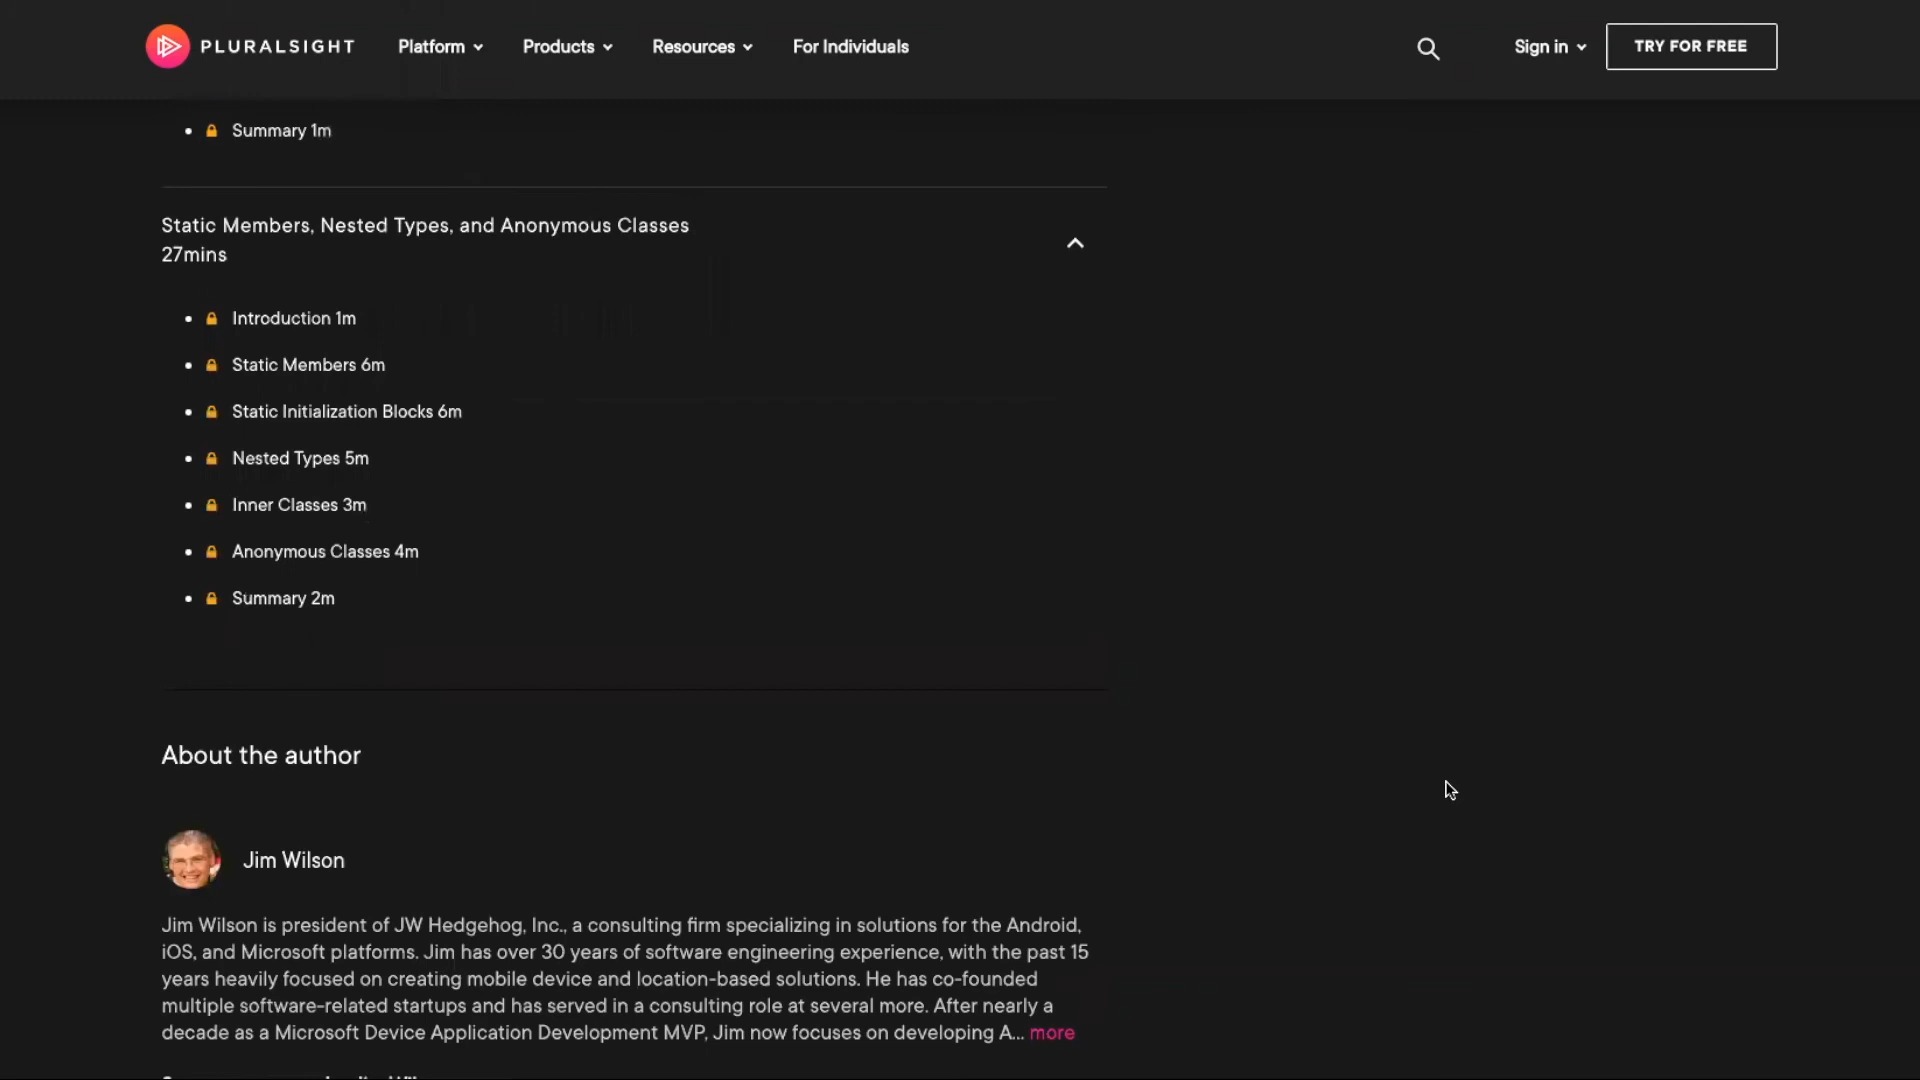 PLURALSIGHT
Platform
Products
Resources
For Individuals
Sign in
TRY FOR FREE
Summary 1m
Static Members, Nested Types, and Anonymous Classes
27mins
Introduction 1m
Static Members 6m
Static Initialization Blocks 6m
Nested Types 5m
Inner Classes 3m
Anonymous Classes 4m
Summary 2m
About the author
Jim Wilson
Jim Wilson is president of JW Hedgehog, Inc., a consulting firm specializing in solutions for the Android,
iOS, and Microsoft platforms. Jim has over 30 years of software engineering experience, with the past 15
years heavily focused on creating mobile device and location-based solutions. He has co-founded
multiple software-related startups and has served in a consulting role at several more. After nearly a
decade as a Microsoft Device Application Development MVP, Jim now focuses on developing A... more